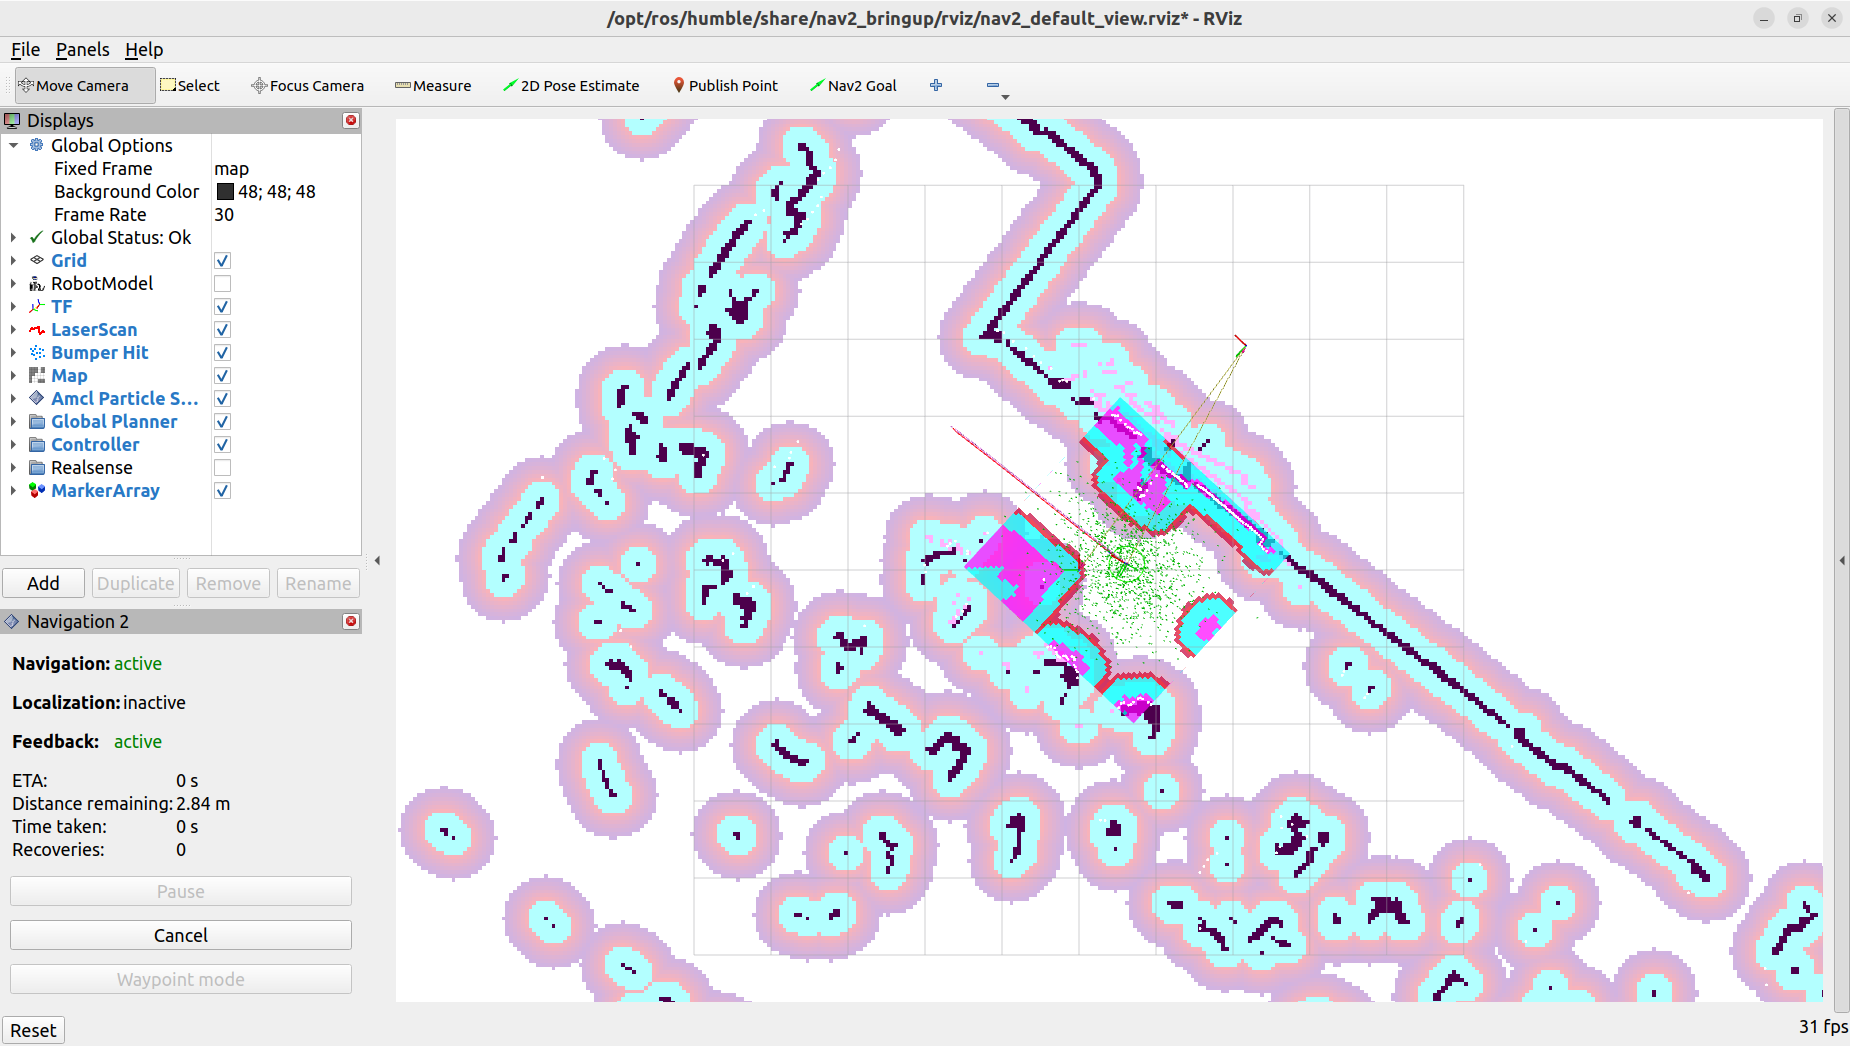 /opt/ros/humble/share/nav2_bringup/rviz/nav2_default_view.rviz* - RViz
File Panels Help
Move Camera Select Focus Camera Measure 2D Pose Estimate Publish Point Nav2 Goal
Displays
Global Options
Fixed Frame map
Background Color 48; 48; 48
Frame Rate 30
Global Status: Ok
Grid
RobotModel
TF
LaserScan
Bumper Hit
Map
Amcl Particle S...
Global Planner
Controller
Realsense
MarkerArray
Add Duplicate Remove Rename
Navigation 2
Navigation: active
Localization: inactive
Feedback: active
ETA: 0 s
Distance remaining: 2.84 m
Time taken: 0 s
Recoveries: 0
Pause
Cancel
Waypoint mode
Reset
31 fps